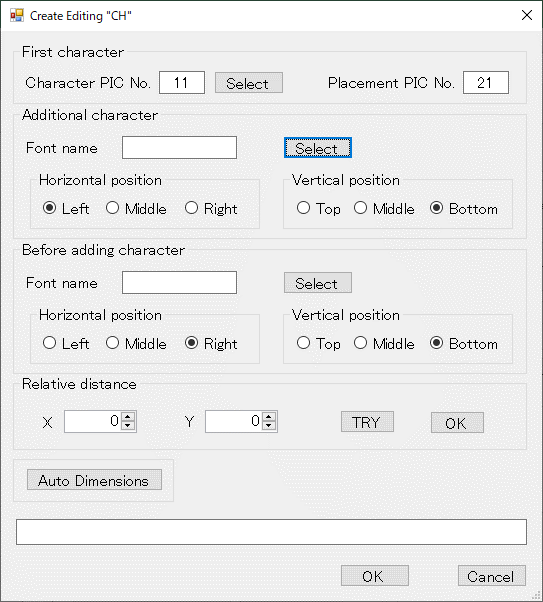 Create Editing "CH"
First character
Character PIC No. 11 Select Placement PIC No. 21
Additional character
Font name Select
Horizontal position Vertical position
Left Middle Right Top Middle Bottom
Before adding character
Font name Select
Horizontal position Vertical position
Left Middle Right Top Middle Bottom
Relative distance
X 0 Y 0 TRY OK
Auto Dimensions
OK Cancel